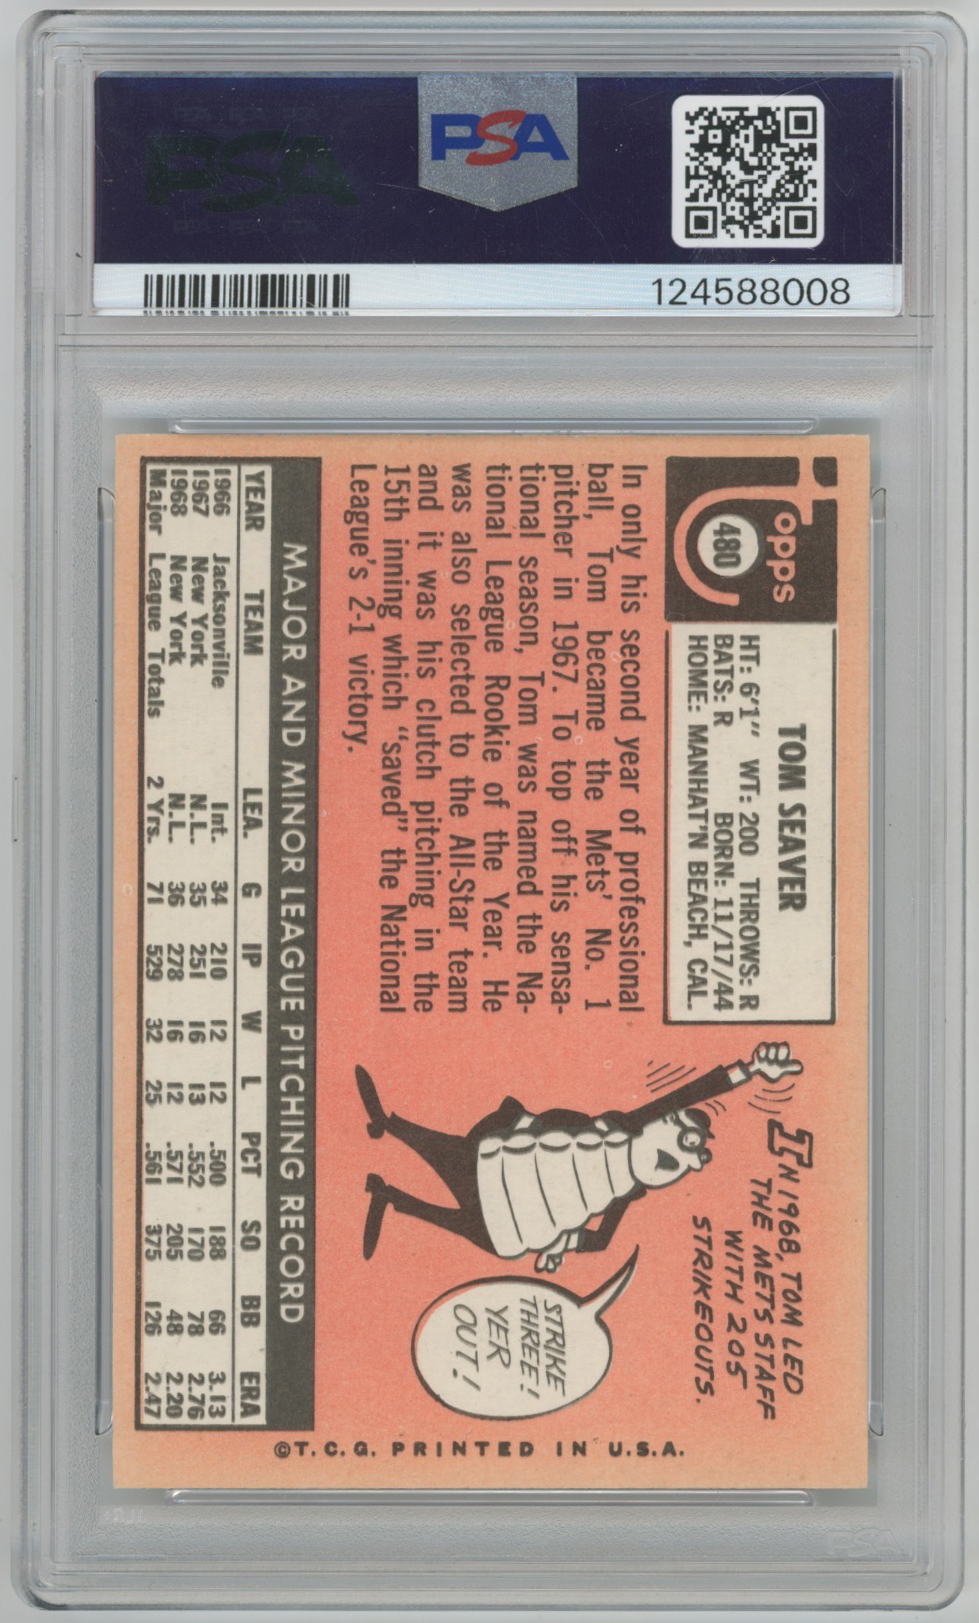 PSA
PSA
124588008
topps
480
TOM SEAVER
HT: 6'1" WT: 200 THROWS: R
BATS: R BORN: 11/17/44
HOME: MANHAT'N BEACH, CAL.
In only his second year of professional
ball, Tom became the Mets' No. 1
pitcher in 1967. To top off his sensa-
tional season, Tom was named the Na-
tional League Rookie of the Year. He
was also selected to the All-Star team
and it was his clutch pitching in the
15th inning which "saved" the National
League's 2-1 victory.
IN 1968, TOM LED
THE METS STAFF
WITH 205
STRIKEOUTS.
STRIKE
THREE!
YER
OUT!
MAJOR AND MINOR LEAGUE PITCHING RECORD
YEAR TEAM LEA. G IP W L PCT SO BB ERA
1966 Jacksonville Int. 34 210 12 12 .500 188 66 3.13
1967 New York N.L. 35 251 16 13 .552 170 78 2.76
1968 New York N.L. 36 278 16 12 .571 205 48 2.20
Major League Totals 2 Yrs. 71 529 32 25 .561 375 126 2.47
©T.C.G. PRINTED IN U.S.A.
PSA